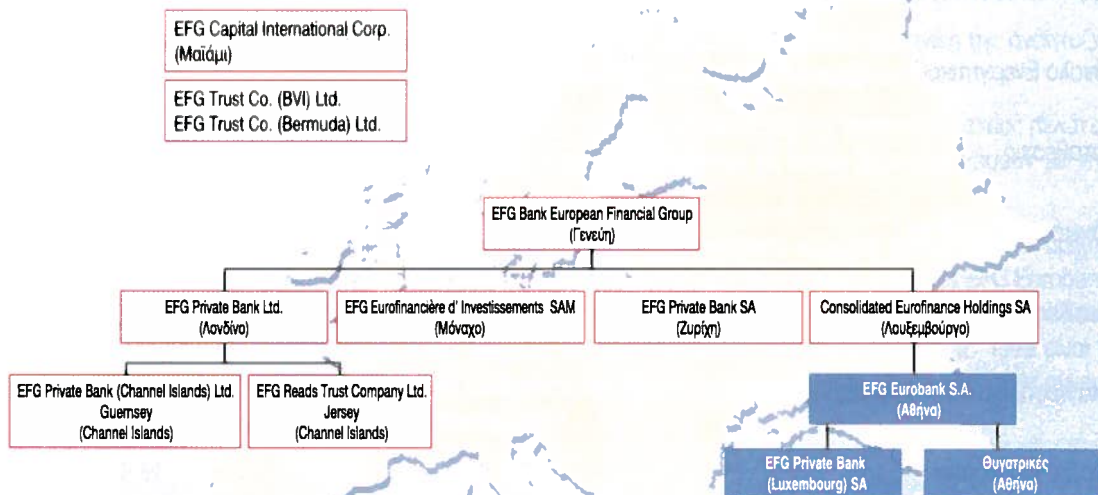 EFG Capital International Corp.
(Μαϊάμι)
EFG Trust Co. (BVI) Ltd.
EFG Trust Co. (Bermuda) Ltd.
EFG Bank European Financial Group
(Γενεύη)
EFG Private Bank Ltd.
(Λονδίνο)
EFG Eurofinancière d' Investissements SAM
(Μόναχο)
EFG Private Bank SA
(Ζυρίχη)
Consolidated Eurofinance Holdings SA
(Λουξεμβούργο)
EFG Private Bank (Channel Islands) Ltd.
Guernsey
(Channel Islands)
EFG Reads Trust Company Ltd.
Jersey
(Channel Islands)
EFG Eurobank S.A.
(Αθήνα)
EFG Private Bank
(Luxembourg) SA
Θυγατρικές
(Αθήνα)